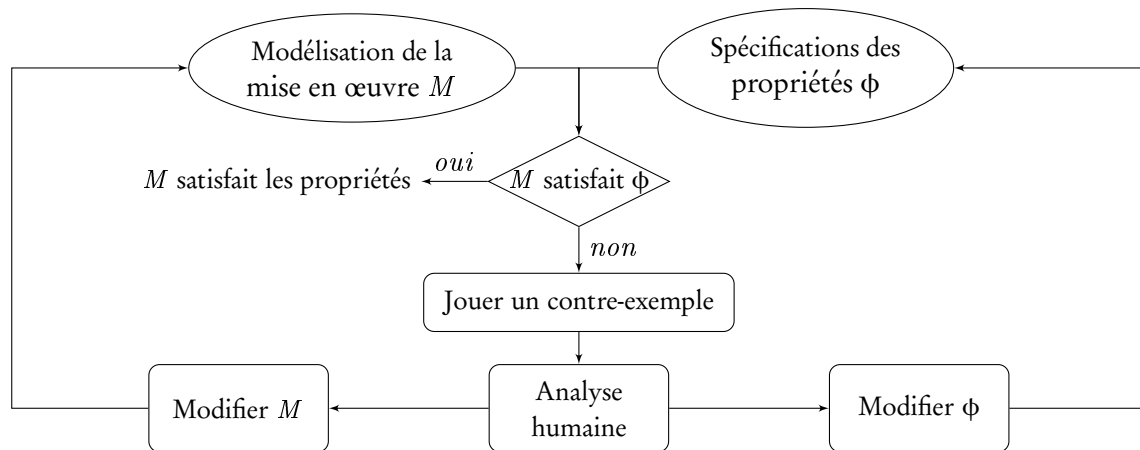 Modélisation de la
mise en œuvre M
Spécifications des
propriétés ϕ
M satisfait les propriétés
oui
M satisfait ϕ
non
Jouer un contre-exemple
Modifier M
Analyse
humaine
Modifier ϕ